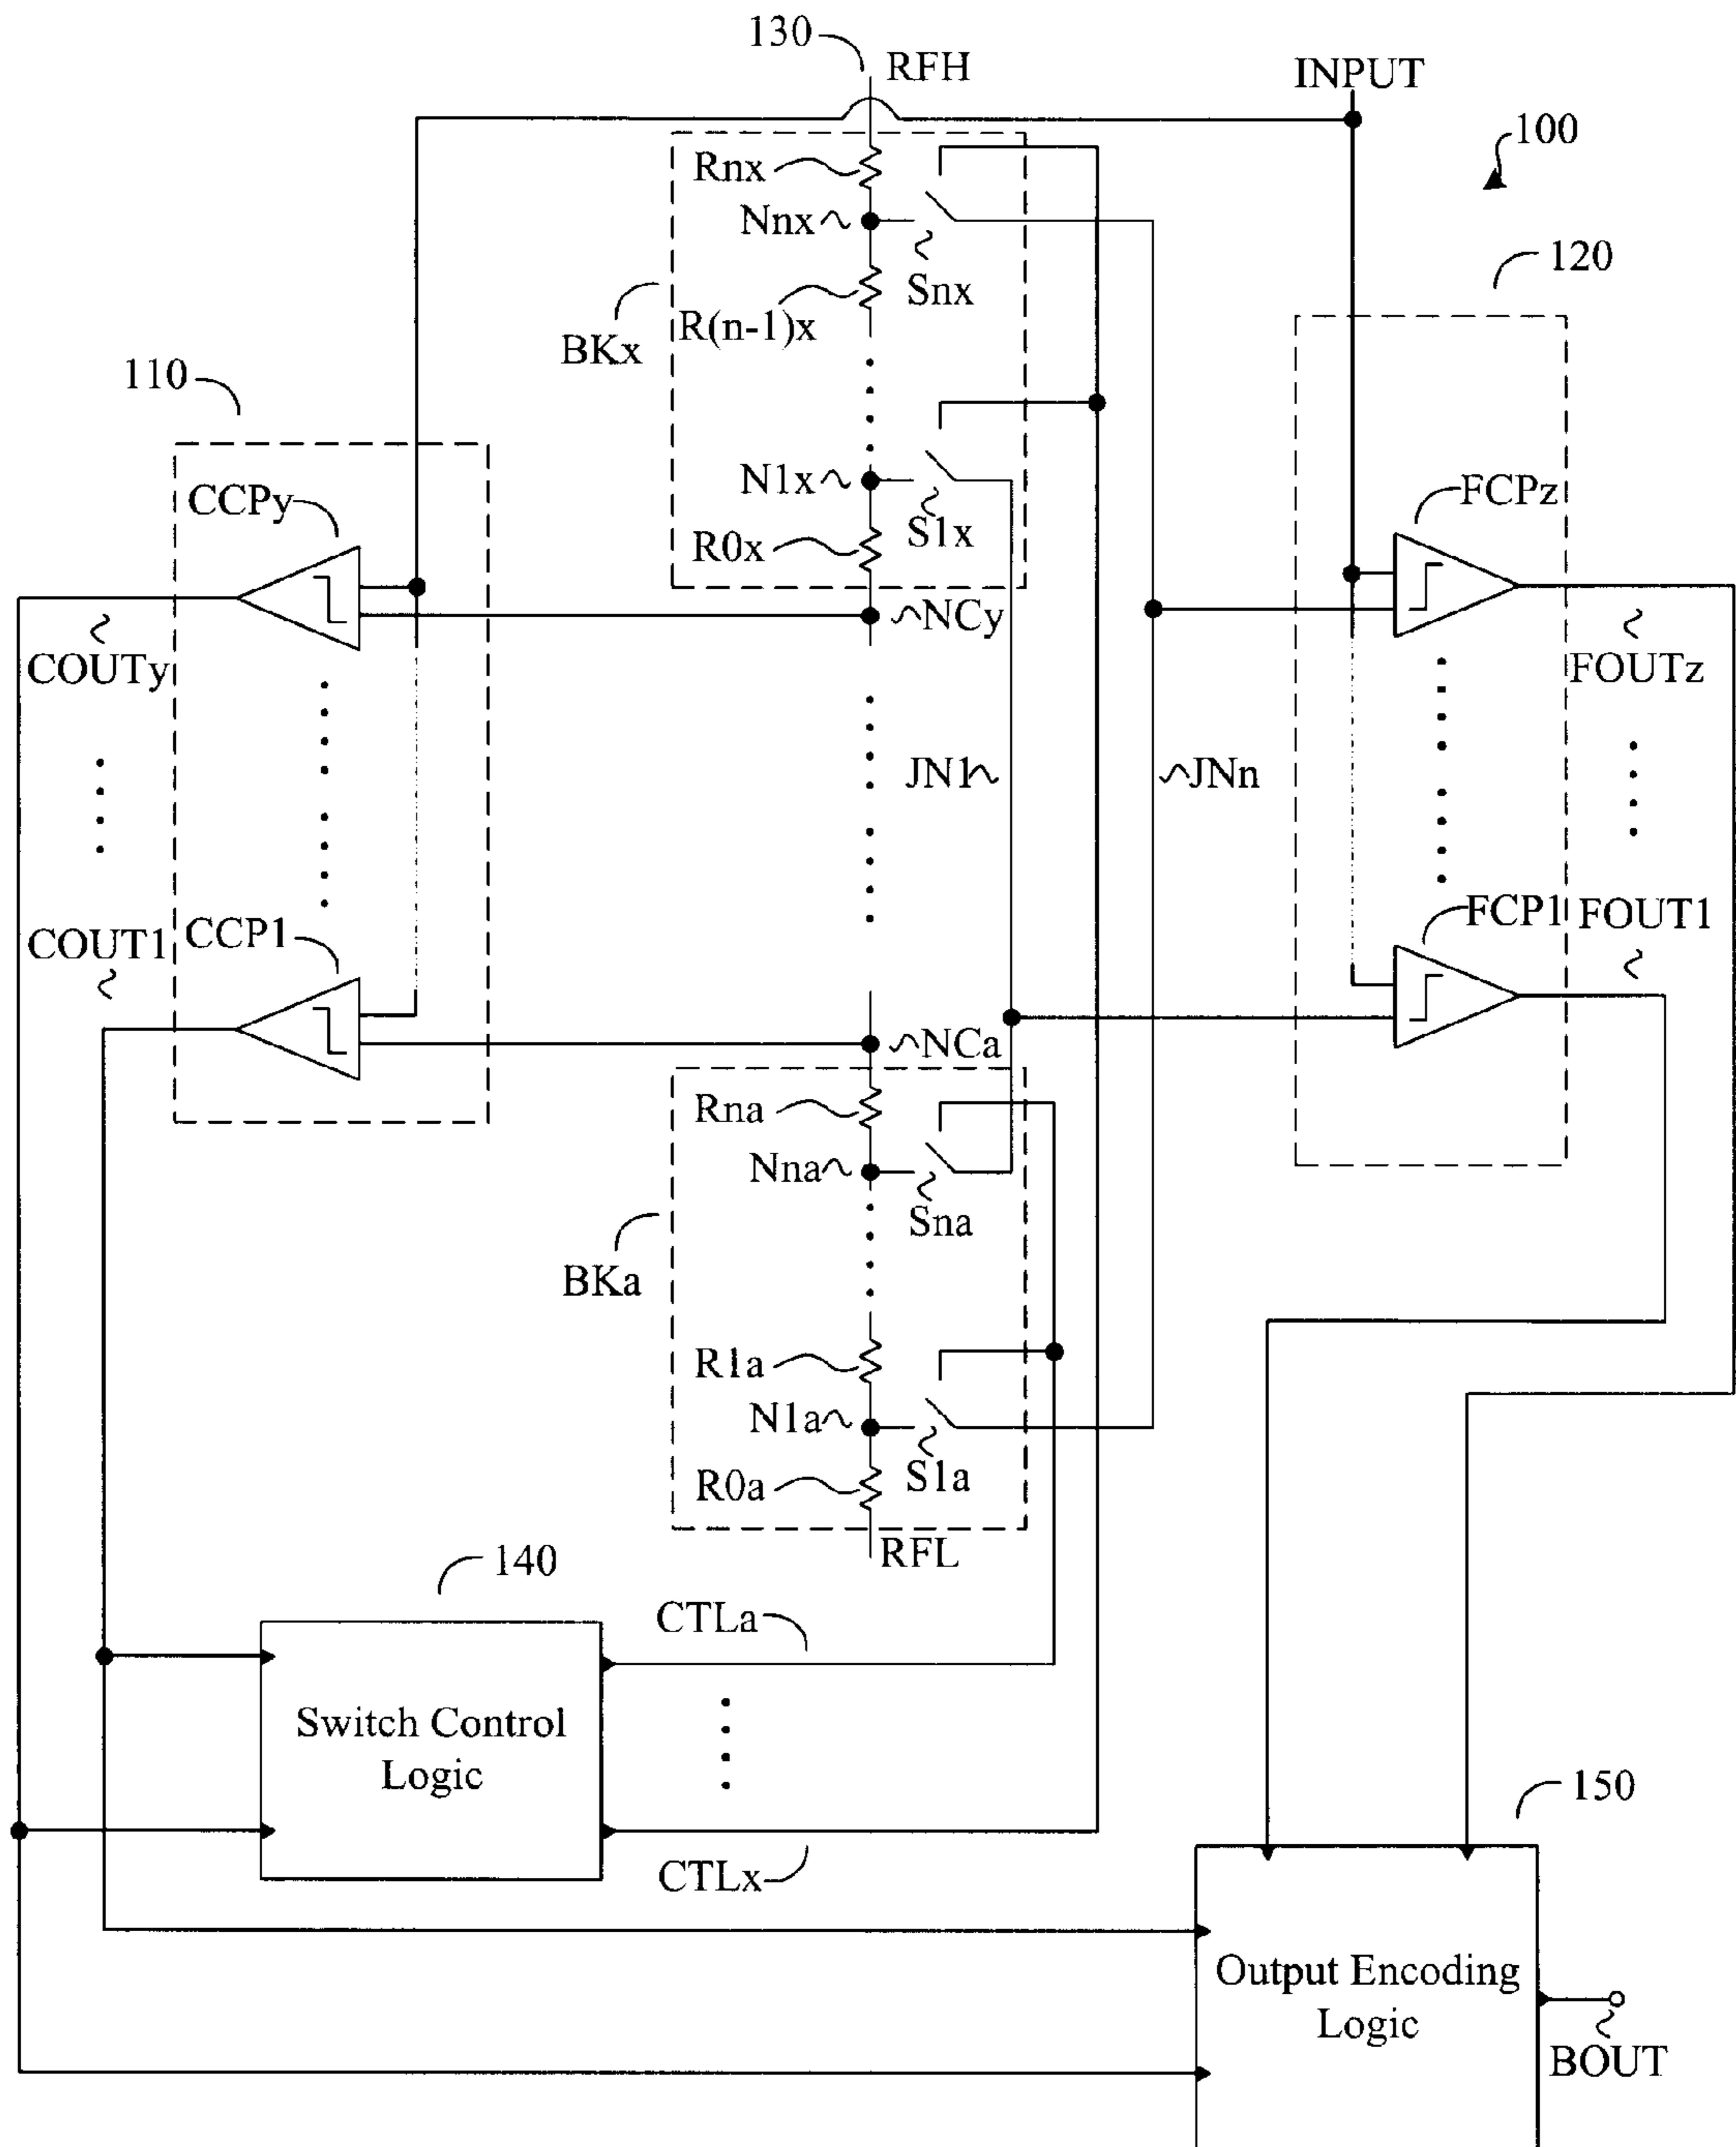 130
RFH
INPUT
100
Rnx
Nnx
Snx
120
R(n-1)x
BKx
110
N1x
CCPy
FCPz
S1x
R0x
NCy
COUTy
FOUTz
JN1
JNn
COUT1
CCP1
FCP1
FOUT1
NCa
Rna
Nna
Sna
BKa
R1a
N1a
S1a
R0a
RFL
140
CTLa
Switch Control
Logic
150
CTLx
Output Encoding
Logic
BOUT